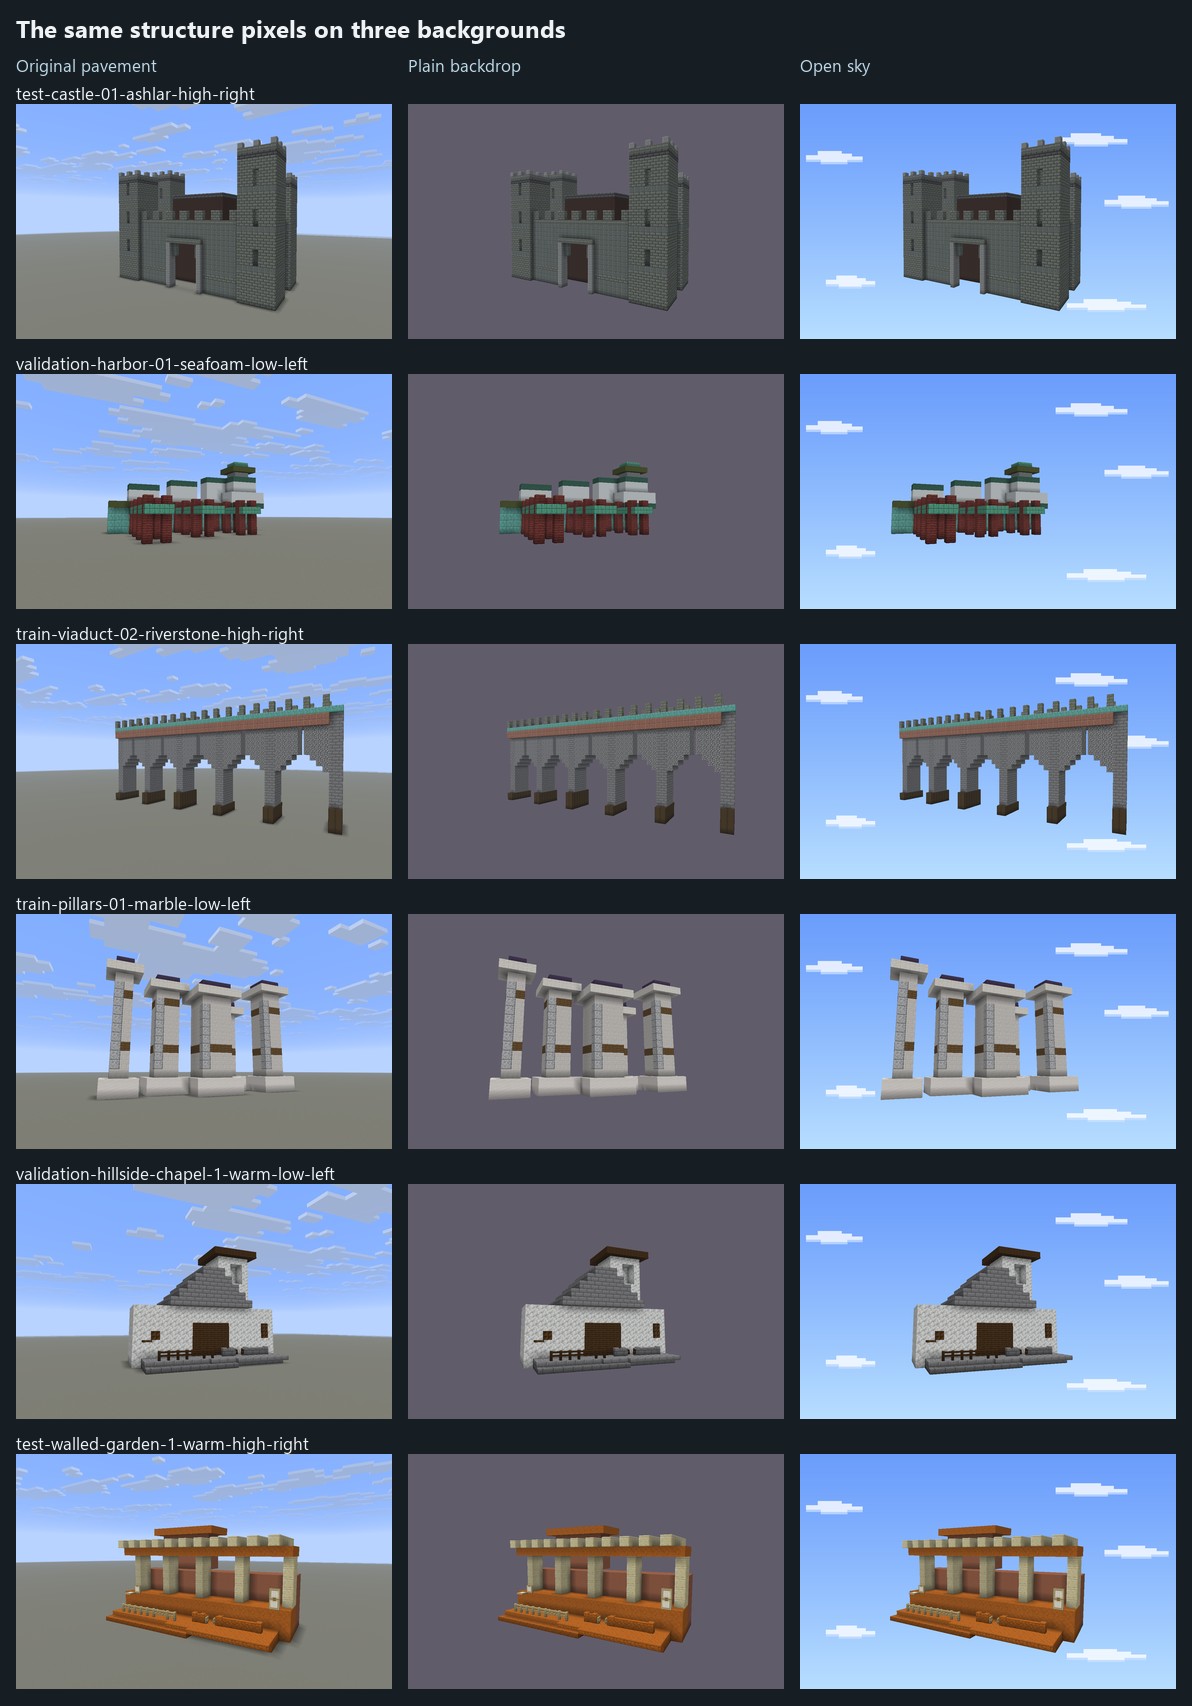 The same structure pixels on three backgrounds
Original pavement
Plain backdrop
Open sky
test-castle-01-ashlar-high-right
validation-harbor-01-seafoam-low-left
train-viaduct-02-riverstone-high-right
train-pillars-01-marble-low-left
validation-hillside-chapel-1-warm-low-left
test-walled-garden-1-warm-high-right